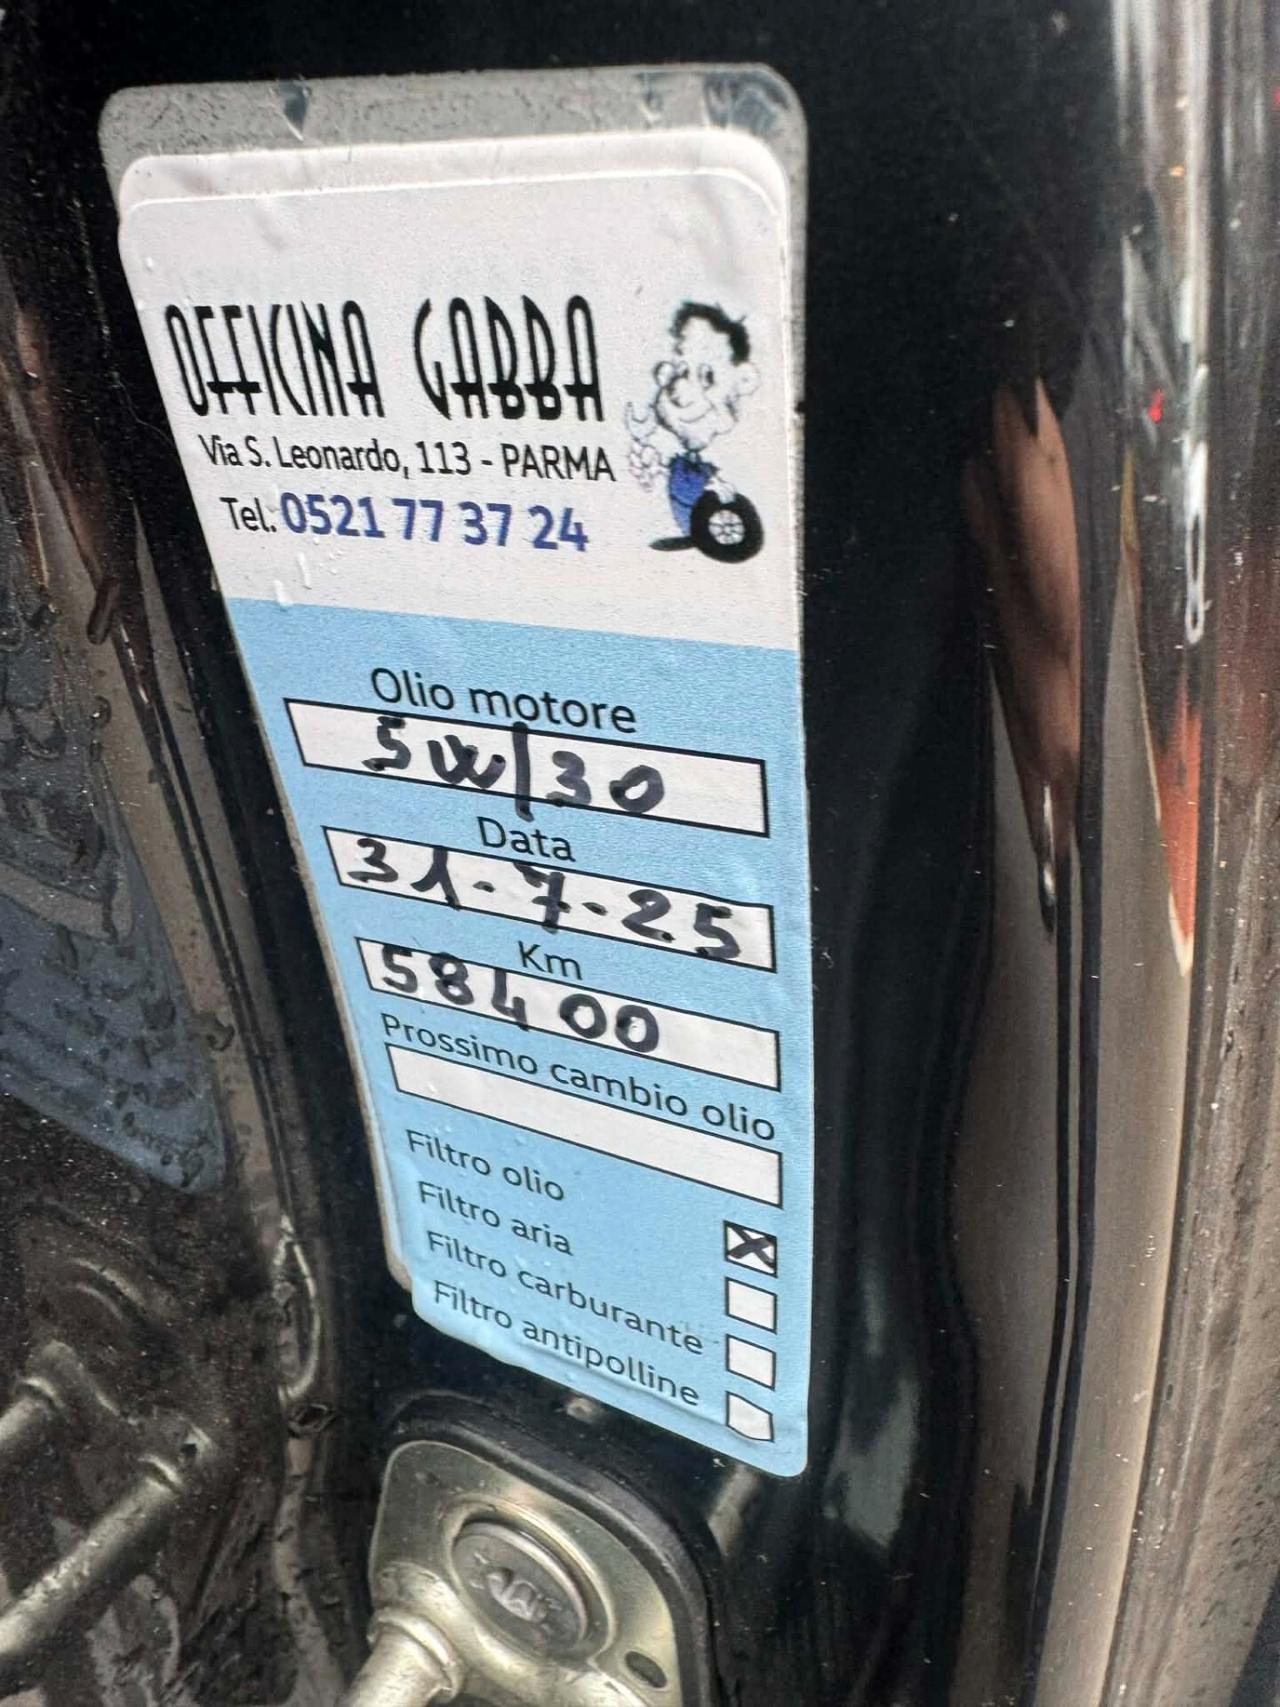 OFFICINA GABBA
Via S. Leonardo, 113 - PARMA
Tel. 0521 77 37 24
Olio motore
5W/30
Data
31-7-25
Km
58400
Prossimo cambio olio
Filtro olio
Filtro aria
Filtro carburante
Filtro antipolline